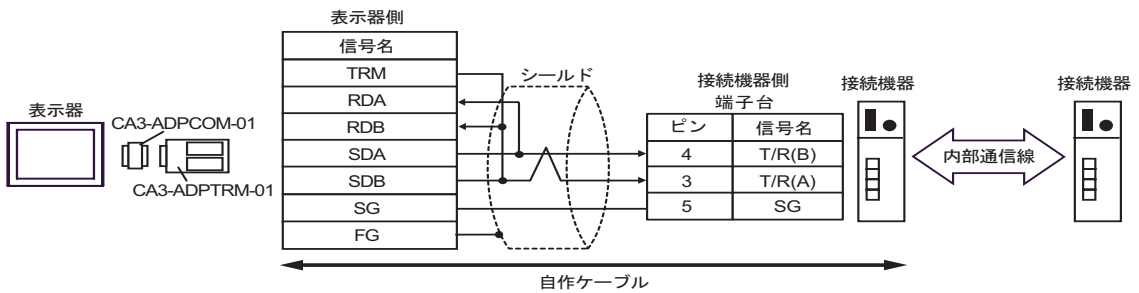 表示器
CA3-ADPCOM-01
CA3-ADPTRM-01
表示器側
信号名
TRM
RDA
RDB
SDA
SDB
SG
FG
シールド
接続機器側
端子台
ピン 信号名
4 T/R(B)
3 T/R(A)
5 SG
接続機器
内部通信線
接続機器
自作ケーブル